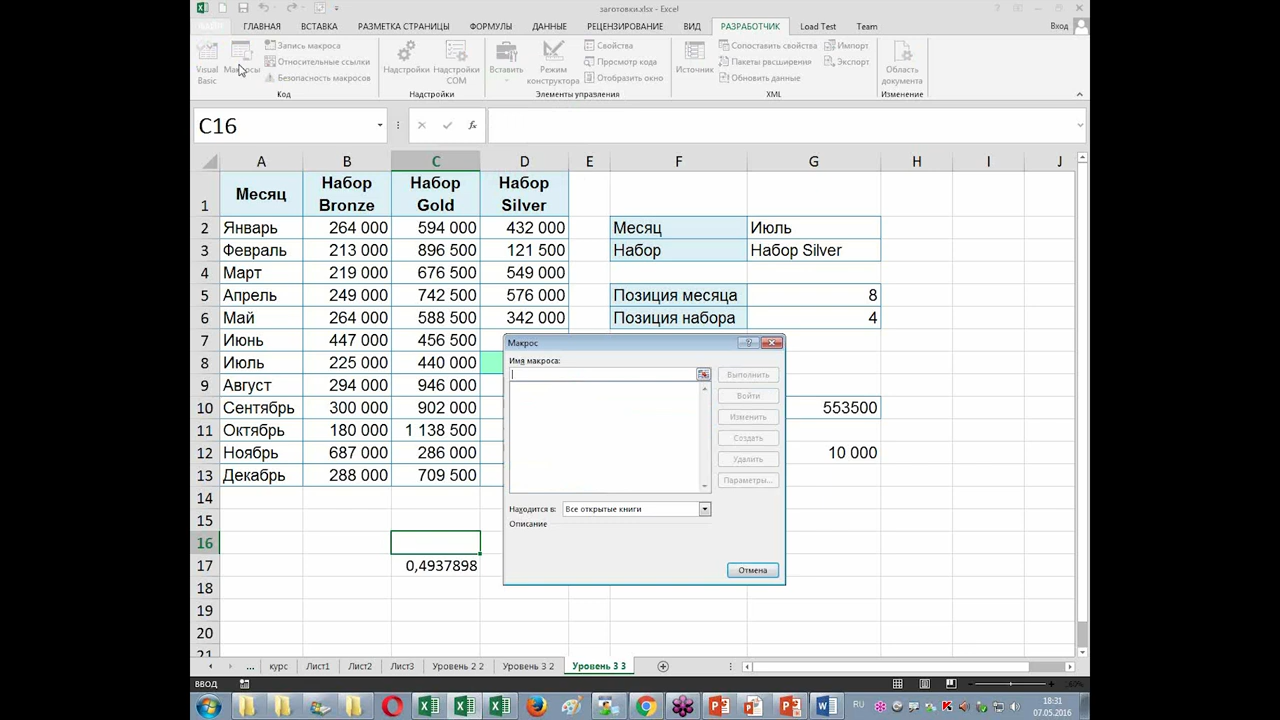 заготовки.xlsx - Excel
ГЛАВНАЯ ВСТАВКА РАЗМЕТКА СТРАНИЦЫ ФОРМУЛЫ ДАННЫЕ РЕЦЕНЗИРОВАНИЕ ВИД РАЗРАБОТЧИК Load Test Team Вход
Visual Basic
Макросы
Запись макроса
Относительные ссылки
Безопасность макросов
Код
Надстройки
Надстройки COM
Надстройки
Вставить
Режим конструктора
Свойства
Просмотр кода
Отобразить окно
Элементы управления
Источник
Сопоставить свойства
Пакеты расширения
Обновить данные
Импорт
Экспорт
XML
Область документа
Изменение
C16 fx
A B C D E F G H I J
1 Месяц Набор Bronze Набор Gold Набор Silver
2 Январь 264 000 594 000 432 000 Месяц Июль
3 Февраль 213 000 896 500 121 500 Набор Набор Silver
4 Март 219 000 676 500 549 000
5 Апрель 249 000 742 500 576 000 Позиция месяца 8
6 Май 264 000 588 500 342 000 Позиция набора 4
7 Июнь 447 000 456 500
8 Июль 225 000 440 000
9 Август 294 000 946 000
10 Сентябрь 300 000 902 000 553500
11 Октябрь 180 000 1 138 500
12 Ноябрь 687 000 286 000 10 000
13 Декабрь 288 000 709 500
14
15
16
17 0,4937898
18
19
20
21
Макрос
Имя макроса:
Выполнить
Войти
Изменить
Создать
Удалить
Параметры...
Находится в: Все открытые книги
Описание
Отмена
... курс Лист1 Лист2 Лист3 Уровень 2 2 Уровень 3 2 Уровень 3 3
ВВОД
RU
18:31
07.05.2016